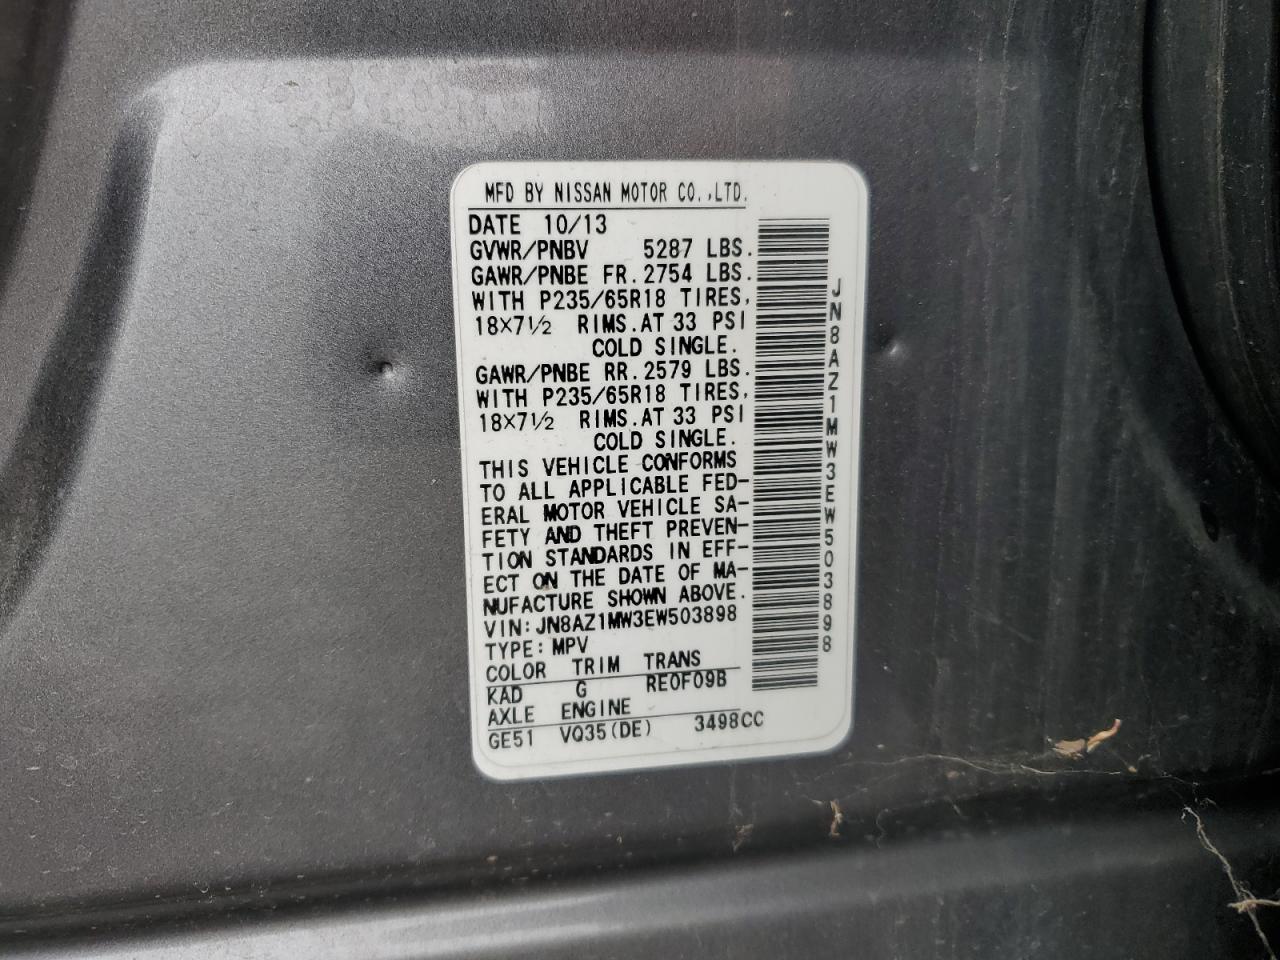 MFD BY NISSAN MOTOR CO.,LTD.
DATE 10/13
GVWR/PNBV 5287 LBS.
GAWR/PNBE FR.2754 LBS.
WITH P235/65R18 TIRES,
18×7½ RIMS.AT 33 PSI
COLD SINGLE.
GAWR/PNBE RR.2579 LBS.
WITH P235/65R18 TIRES,
18×7½ RIMS.AT 33 PSI
COLD SINGLE.
THIS VEHICLE CONFORMS
TO ALL APPLICABLE FED-
ERAL MOTOR VEHICLE SA-
FETY AND THEFT PREVEN-
TION STANDARDS IN EFF-
ECT ON THE DATE OF MA-
NUFACTURE SHOWN ABOVE.
VIN:JN8AZ1MW3EW503898
TYPE:MPV
COLOR TRIM TRANS
KAD G RE0F09B
AXLE ENGINE
GE51 VQ35(DE) 3498CC
JN8AZ1MW3EW503898